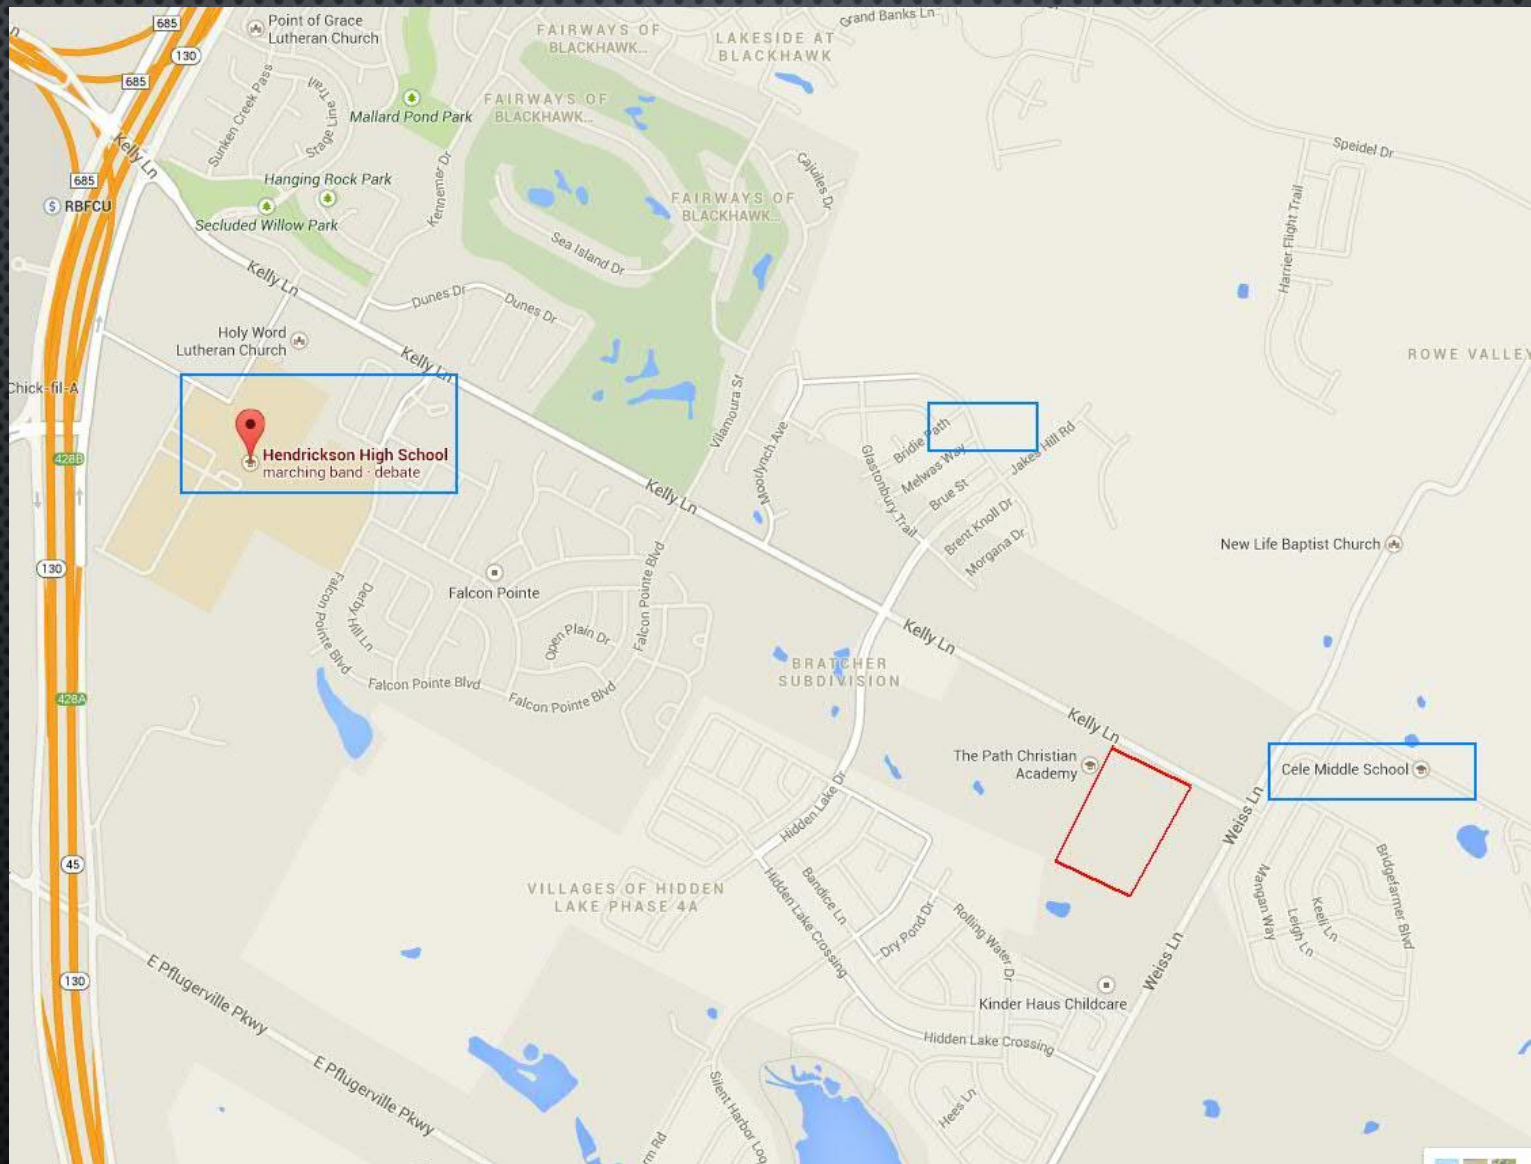 685
Point of Grace
Lutheran Church
130
FAIRWAYS OF
BLACKHAWK...
LAKESIDE AT
BLACKHAWK
Grand Banks Ln
685
Sunken Creek Pass
Stage Line Trail
Mallard Pond Park
FAIRWAYS OF
BLACKHAWK...
Kelly Ln
Speidel Dr
685
RBFCU
Hanging Rock Park
Secluded Willow Park
Kennemer Dr
FAIRWAYS OF
BLACKHAWK...
Cajuiles Dr
Harrier Flight Trail
Sea Island Dr
Kelly Ln
Dunes Dr
Dunes Dr
Holy Word
Lutheran Church
Kelly Ln
ROWE VALLEY
Chick-fil-A
Vilamoura St
Moorlynch Ave
Bridie Path
Melwas Way
Jakes Hill Rd
Glastonbury Trail
Brue St
Brent Knoll Dr
Morgana Dr
428B
Hendrickson High School
marching band · debate
Kelly Ln
New Life Baptist Church
130
Falcon Pointe
Falcon Pointe Blvd
Derby Hill Ln
Falcon Pointe Blvd
Open Plain Dr
Kelly Ln
BRATCHER
SUBDIVISION
Falcon Pointe Blvd
Falcon Pointe Blvd
428A
Kelly Ln
The Path Christian
Academy
Cele Middle School
Hidden Lake Dr
Weiss Ln
45
VILLAGES OF HIDDEN
LAKE PHASE 4A
Bandice Ln
Hidden Lake Crossing
Dry Pond Dr
Rolling Water Dr
Mangan Way
Leigh Ln
Keeli Ln
Bridgefarmer Blvd
130
E Pflugerville Pkwy
Weiss Ln
Kinder Haus Childcare
Hidden Lake Crossing
E Pflugerville Pkwy
Silent Harbor Loo
Hees Ln
rm Rd